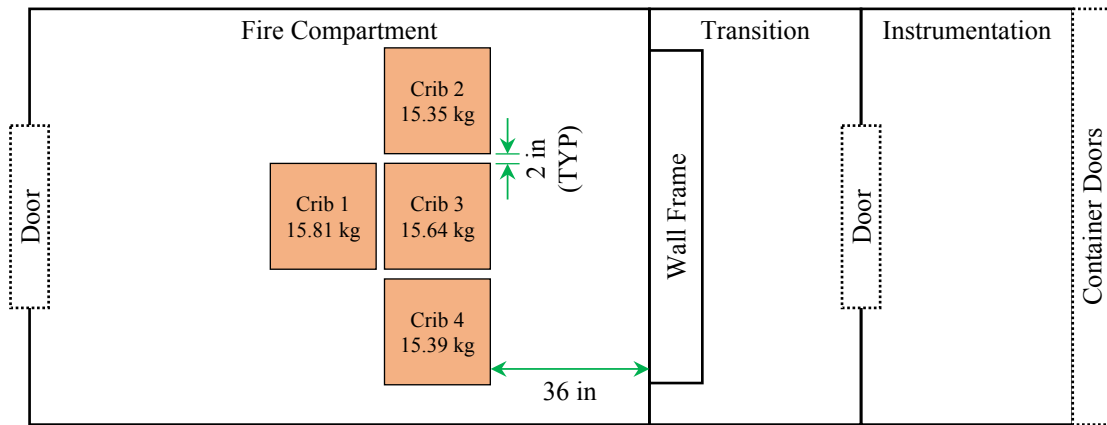 Fire Compartment
Transition
Instrumentation
Crib 2
15.35 kg
2 in
(TYP)
Crib 1
15.81 kg
Crib 3
15.64 kg
Crib 4
15.39 kg
36 in
Door
Wall Frame
Door
Container Doors